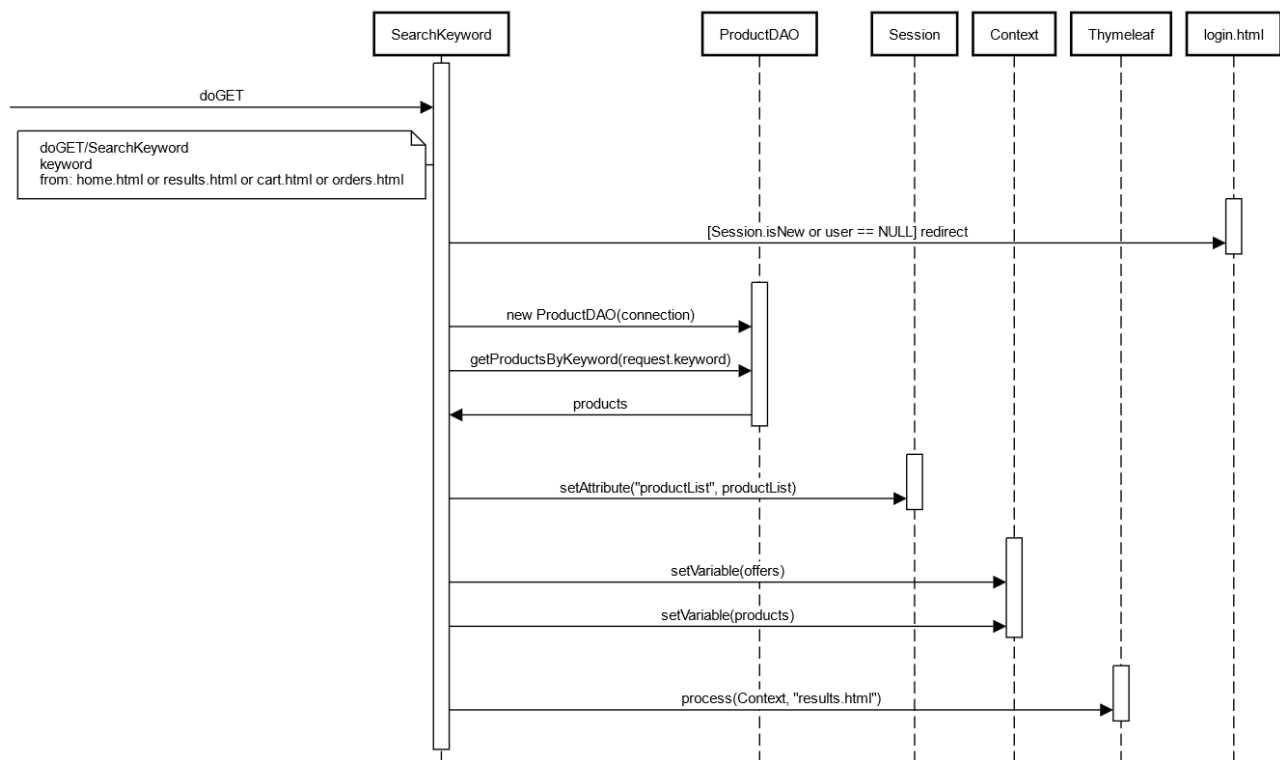 SearchKeyword
ProductDAO
Session
Context
Thymeleaf
login.html
doGET
doGET/SearchKeyword
keyword
from: home.html or results.html or cart.html or orders.html
[Session.isNew or user == NULL] redirect
new ProductDAO(connection)
getProductsByKeyword(request.keyword)
products
setAttribute("productList", productList)
setVariable(offers)
setVariable(products)
process(Context, "results.html")